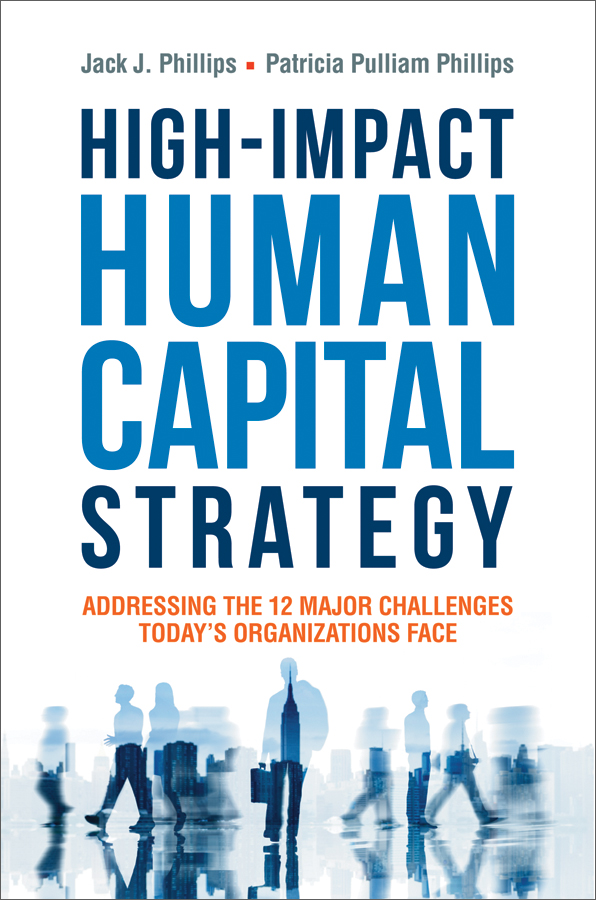 Jack J. Phillips ▪ Patricia Pulliam Phillips
HIGH-IMPACT
HUMAN
CAPITAL
STRATEGY
ADDRESSING THE 12 MAJOR CHALLENGES
TODAY'S ORGANIZATIONS FACE